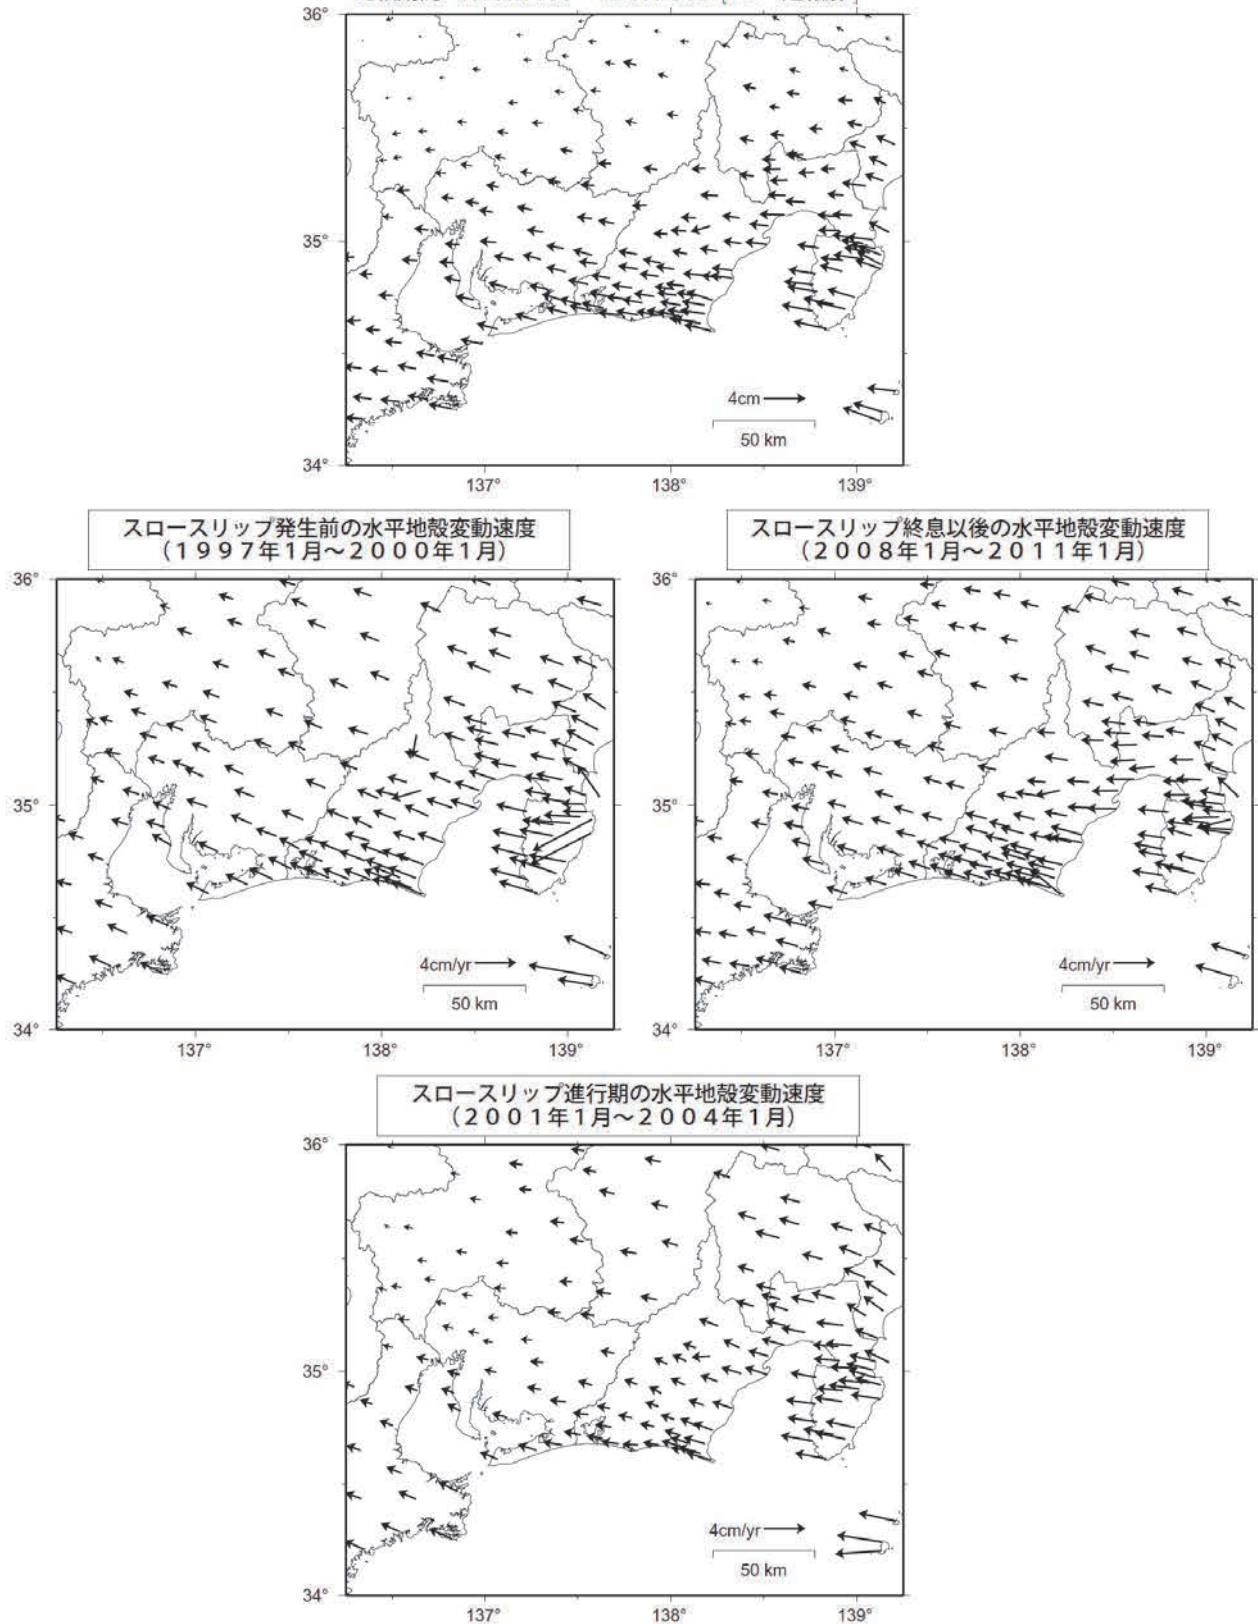 36°
35°
34°
4cm
50 km
137°
138°
139°
スロースリップ発生前の水平地殻変動速度
（１９９７年１月～２０００年１月）
36°
35°
34°
4cm/yr
50 km
137°
138°
139°
スロースリップ終息以後の水平地殻変動速度
（２００８年１月～２０１１年１月）
36°
35°
34°
4cm/yr
50 km
137°
138°
139°
スロースリップ進行期の水平地殻変動速度
（２００１年１月～２００４年１月）
36°
35°
34°
4cm/yr
50 km
137°
138°
139°